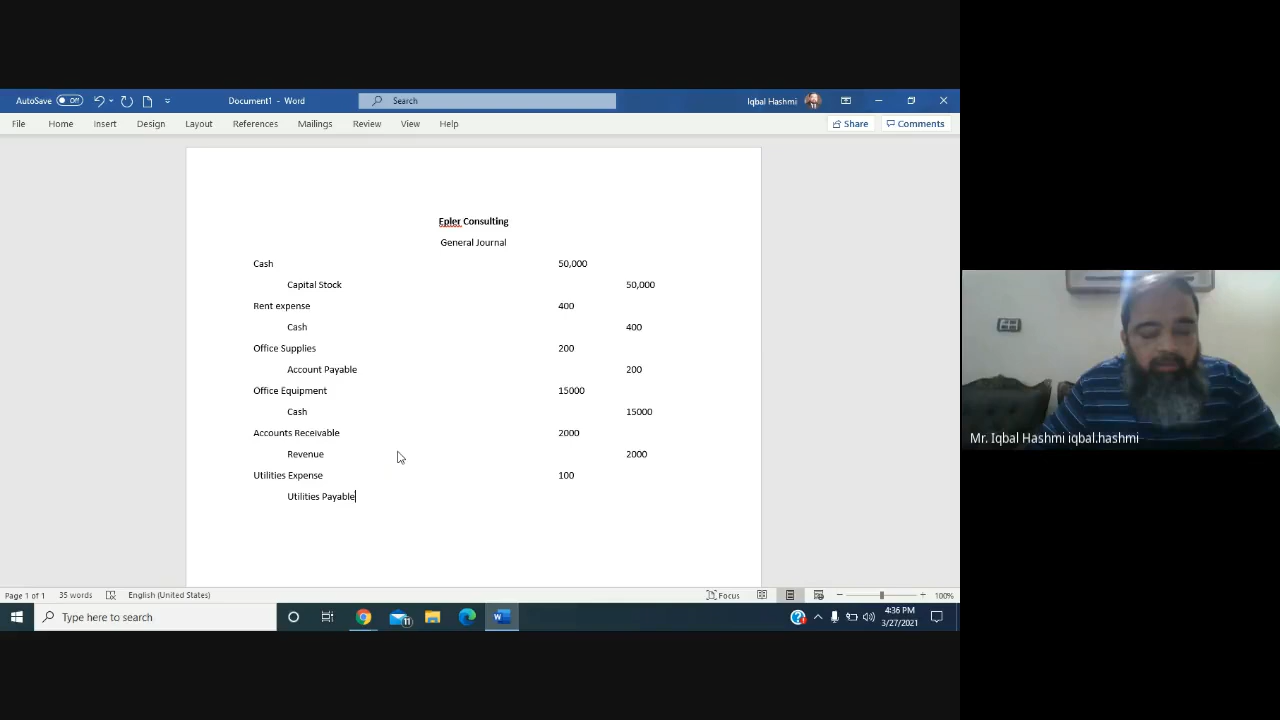 AutoSave Off Document1 - Word Search Iqbal Hashmi
File Home Insert Design Layout References Mailings Review View Help Share Comments
Epler Consulting
General Journal
Cash 50,000
Capital Stock 50,000
Rent expense 400
Cash 400
Office Supplies 200
Account Payable 200
Office Equipment 15000
Cash 15000
Accounts Receivable 2000
Revenue 2000
Utilities Expense 100
Utilities Payable
Mr. Iqbal Hashmi iqbal.hashmi
Page 1 of 1 35 words English (United States) Focus 100%
Type here to search 11 4:36 PM
3/27/2021